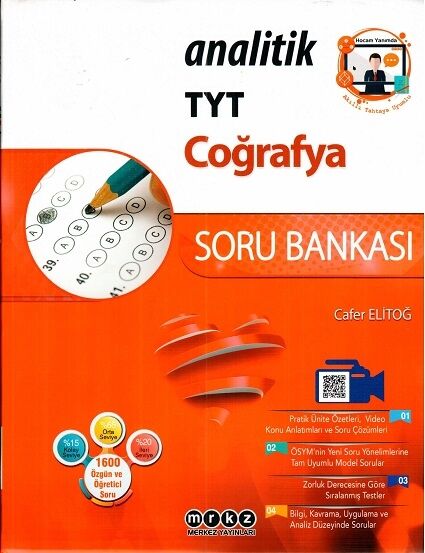 analitik
TYT
Coğrafya
Hocam Yanımda
Akıllı Tahtaya Uyumlu
SORU BANKASI
Cafer ELİTOĞ
39. A B C D
40. A B C D
41. A B C
Pratik Ünite Özetleri, Video
Konu Anlatımları ve Soru Çözümleri
01
02
ÖSYM'nin Yeni Soru Yönelimlerine
Tam Uyumlu Model Sorular
Zorluk Derecesine Göre
Sıralanmış Testler
03
04
Bilgi, Kavrama, Uygulama ve
Analiz Düzeyinde Sorular
%15
Kolay
Seviye
Orta
Seviye
%20
İleri
Seviye
1600
Özgün ve
Öğretici
Soru
mrkz
MERKEZ YAYINLARI